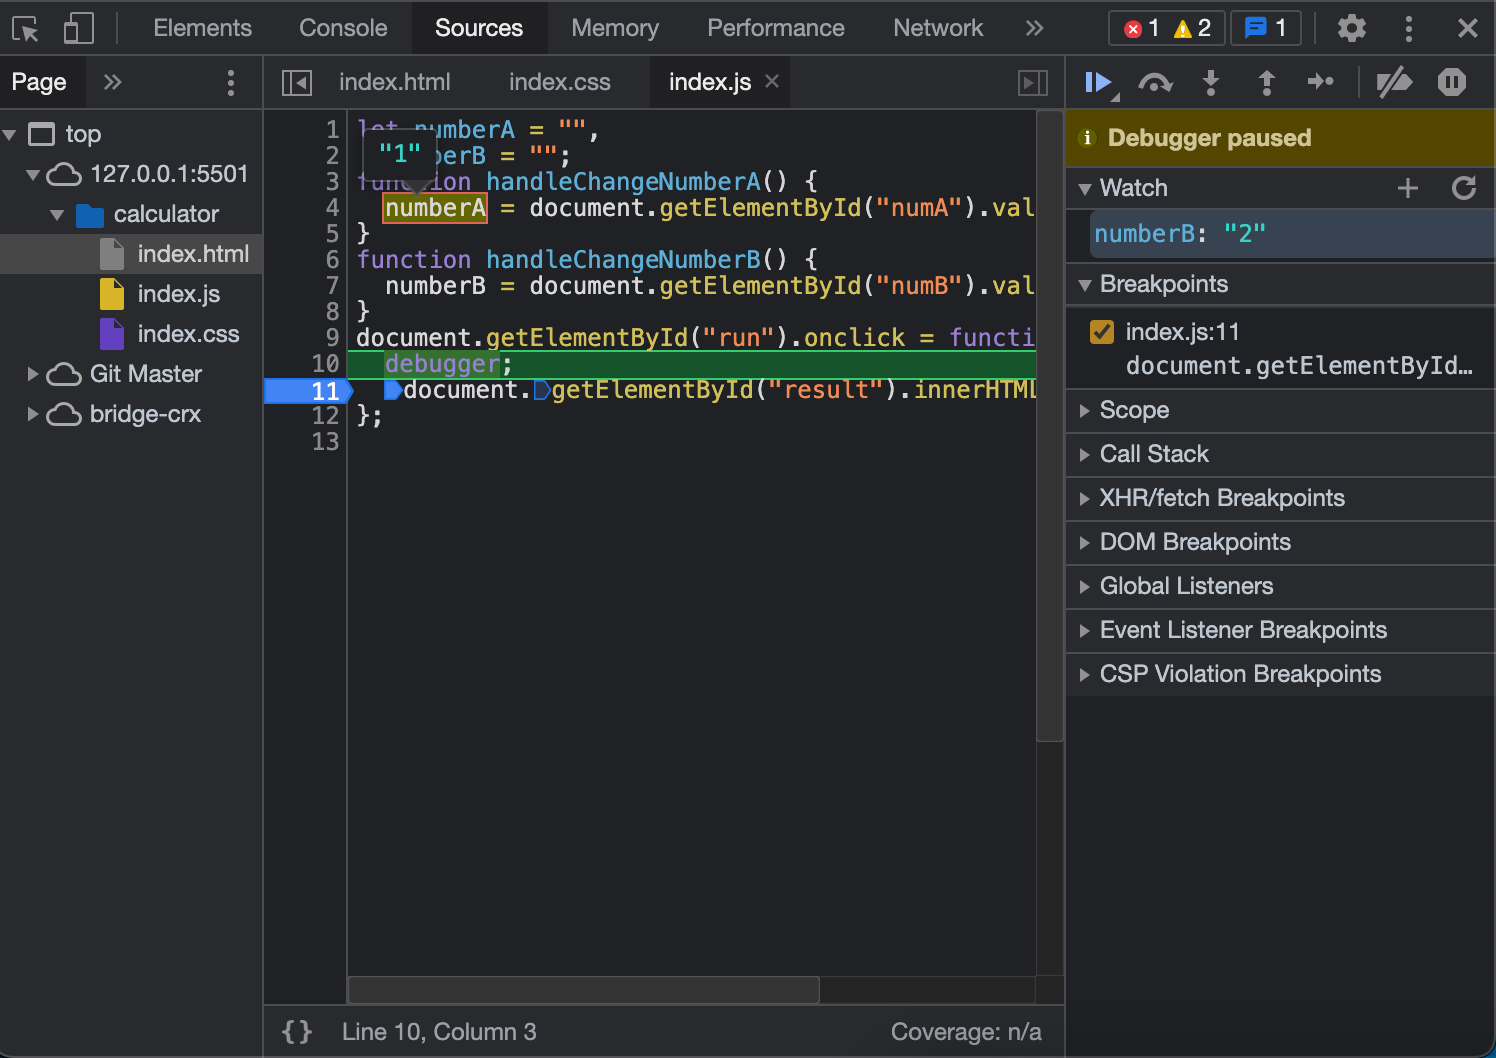 Elements Console Sources Memory Performance Network » 1 2 1
Page » index.html index.css index.js ×
top
127.0.0.1:5501
calculator
index.html
index.js
index.css
Git Master
bridge-crx
1 let numberA = "",
"1"
2 berB = "";
3 function handleChangeNumberA() {
4 numberA = document.getElementById("numA").val
5 }
6 function handleChangeNumberB() {
7 numberB = document.getElementById("numB").val
8 }
9 document.getElementById("run").onclick = functi
10 debugger;
11 document.getElementById("result").innerHTML
12 };
13
{} Line 10, Column 3 Coverage: n/a
Debugger paused
Watch
numberB: "2"
Breakpoints
index.js:11
document.getElementById…
Scope
Call Stack
XHR/fetch Breakpoints
DOM Breakpoints
Global Listeners
Event Listener Breakpoints
CSP Violation Breakpoints